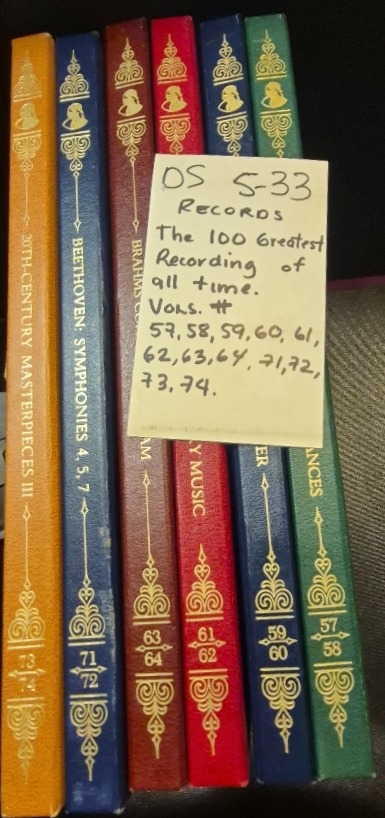 DS 5-33
RECORDS
The 100 Greatest
Recording of
all time.
VOLS. #
57, 58, 59, 60, 61,
62, 63, 64, 71, 72,
73, 74.
20TH-CENTURY MASTERPIECES III
73
74
BEETHOVEN: SYMPHONIES 4, 5, 7
71
72
BRAHMS
63
64
MUSIC
61
62
59
60
57
58